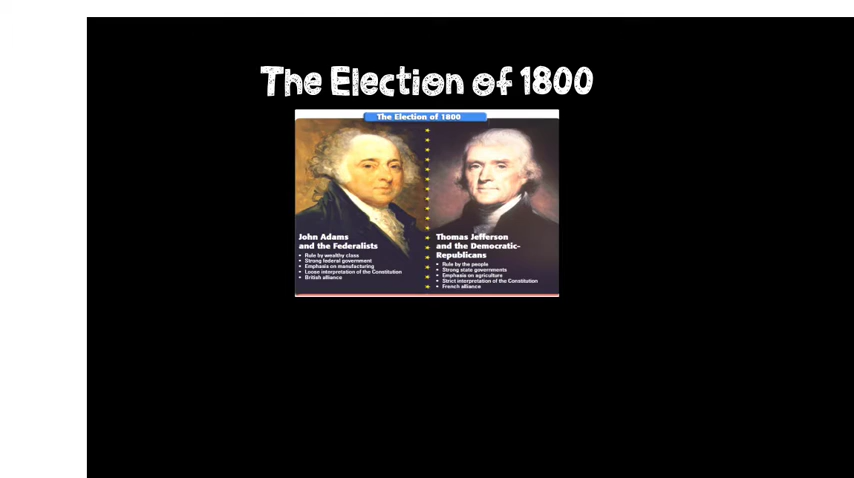 The Election of 1800
The Election of 1800
John Adams
and the Federalists
• Rule by wealthy class
• Strong federal government
• Emphasis on manufacturing
• Loose interpretation of the Constitution
• British alliance
Thomas Jefferson
and the Democratic-
Republicans
• Rule by the people
• Strong state governments
• Emphasis on agriculture
• Strict interpretation of the Constitution
• French alliance